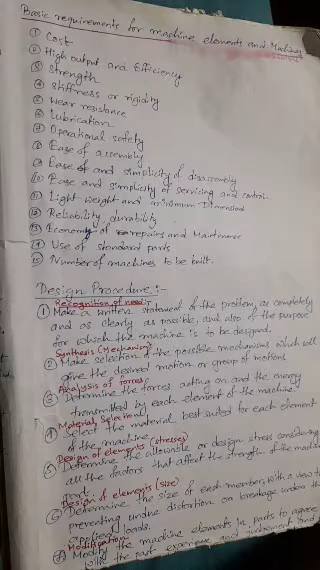 Basic requirements for machine elements and Machines
① Cost
② High output and Efficiency
③ Strength
④ Stiffness or rigidity
⑤ Wear resistance
⑥ Lubrication
⑦ Operational safety
⑧ Ease of assembly
⑨ Ease of and simplicity of disassembly
⑩ Ease and simplicity of servicing and control
⑪ Light weight and minimum Dimension
⑫ Reliability, durability
⑬ Economy of repairs and Maintenance
⑭ Use of standard parts
⑮ Number of machines to be built.
Design Procedure :-
Recognition of need :-
① Make a written statement of the problem, as completely
and as clearly as possible, and also of the purpose
for which the machine is to be designed.
Synthesis (Mechanism)
② Make selection of the possible mechanisms which will
give the desired motion or group of motions
Analysis of forces
③ Determine the forces acting on and the energy
transmitted by each element of the machine
Material Selection
④ Select the material best suited for each element
of the machine
Design of elements (stresses)
⑤ Determine the allowable or design stress considering
all the factors that affect the strength of the machine
part.
Design of elements (size)
⑥ Determine the size of each member, with a view to
preventing undue distortion or breakage under the
applied loads.
Modification
⑦ Modify the machine elements in parts to agree
with the past experience and judgement and